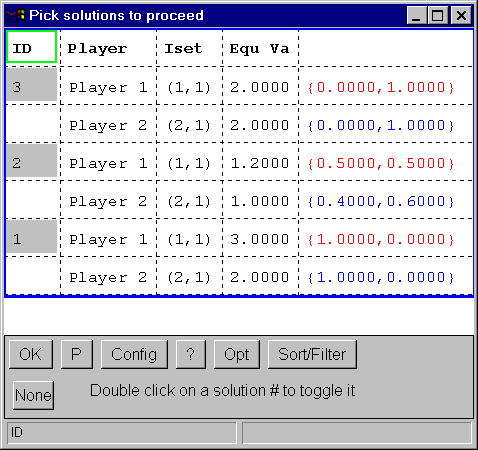 Pick solutions to proceed
ID Player Iset Equ Va
3 Player 1 (1,1) 2.0000 {0.0000,1.0000}
Player 2 (2,1) 2.0000 {0.0000,1.0000}
2 Player 1 (1,1) 1.2000 {0.5000,0.5000}
Player 2 (2,1) 1.0000 {0.4000,0.6000}
1 Player 1 (1,1) 3.0000 {1.0000,0.0000}
Player 2 (2,1) 2.0000 {1.0000,0.0000}
OK P Config ? Opt Sort/Filter
None Double click on a solution # to toggle it
ID